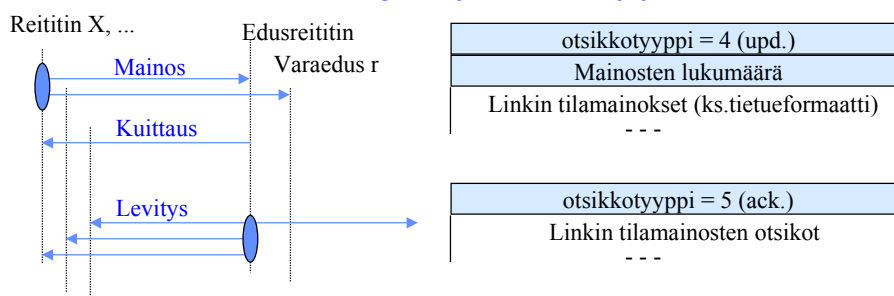 Reititin X, ...
Edusreititin
Varaedus r
Mainos
Kuittaus
Levitys
otsikkotyyppi = 4 (upd.)
Mainosten lukumäärä
Linkin tilamainokset (ks.tietueformaatti)
- - -
otsikkotyyppi = 5 (ack.)
Linkin tilamainosten otsikot
- - -